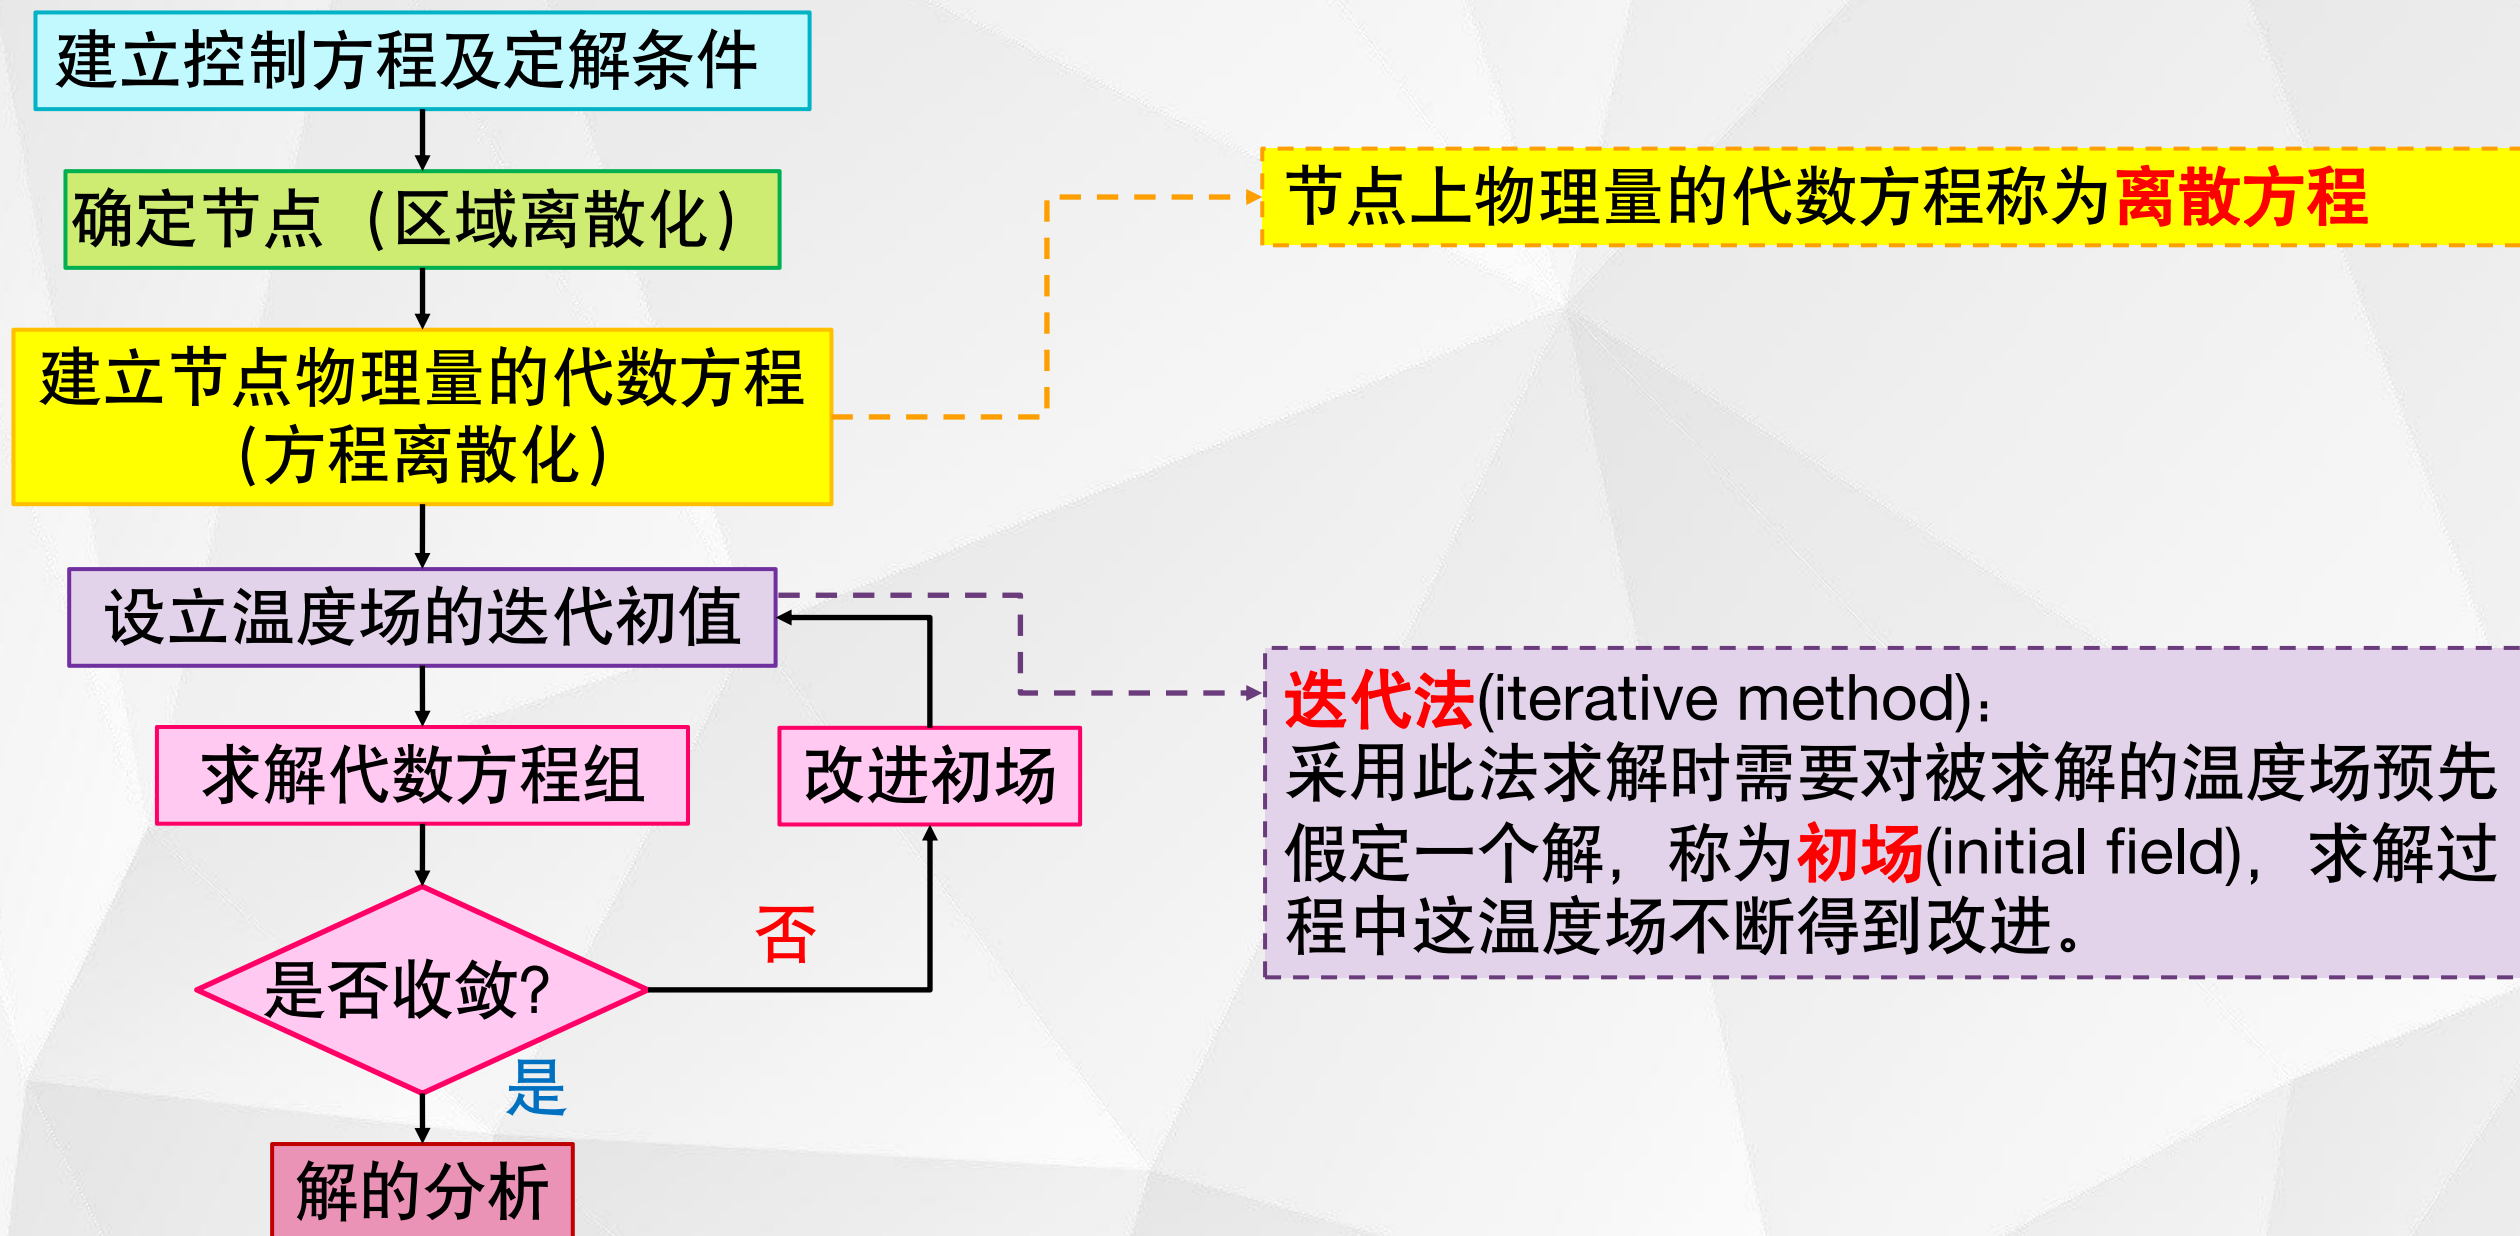 建立控制方程及定解条件
确定节点（区域离散化）
建立节点物理量的代数方程
(方程离散化)
设立温度场的迭代初值
求解代数方程组
改进初场
是否收敛?
否
是
解的分析
节点上物理量的代数方程称为离散方程
迭代法(iterative method)：
采用此法求解时需要对被求解的温度场预先
假定一个解，称为初场(initial field)，求解过
程中这温度场不断得到改进。